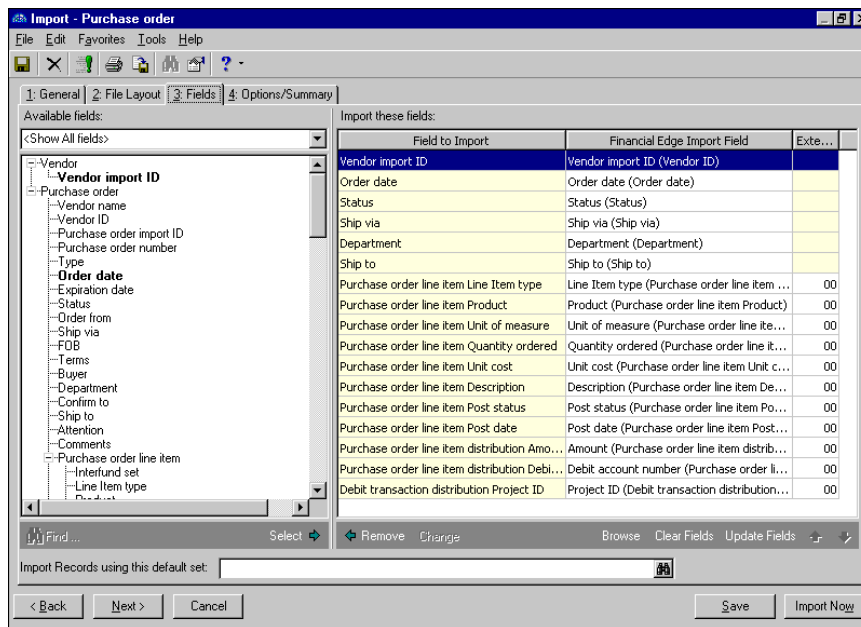 Import - Purchase order
File Edit Favorites Tools Help
1: General 2: File Layout 3: Fields 4: Options/Summary
Available fields:
<Show All fields>
Vendor
Vendor import ID
Purchase order
Vendor name
Vendor ID
Purchase order import ID
Purchase order number
Type
Order date
Expiration date
Status
Order from
Ship via
FOB
Terms
Buyer
Department
Confirm to
Ship to
Attention
Comments
Purchase order line item
Interfund set
Line Item type
Product
Find ... Select
Import these fields:
Field to Import Financial Edge Import Field Exte...
Vendor import ID Vendor import ID (Vendor ID)
Order date Order date (Order date)
Status Status (Status)
Ship via Ship via (Ship via)
Department Department (Department)
Ship to Ship to (Ship to)
Purchase order line item Line Item type Line Item type (Purchase order line item ... 00
Purchase order line item Product Product (Purchase order line item Product) 00
Purchase order line item Unit of measure Unit of measure (Purchase order line ite... 00
Purchase order line item Quantity ordered Quantity ordered (Purchase order line it... 00
Purchase order line item Unit cost Unit cost (Purchase order line item Unit c... 00
Purchase order line item Description Description (Purchase order line item De... 00
Purchase order line item Post status Post status (Purchase order line item Po... 00
Purchase order line item Post date Post date (Purchase order line item Post... 00
Purchase order line item distribution Amo... Amount (Purchase order line item distrib... 00
Purchase order line item distribution Debi... Debit account number (Purchase order li... 00
Debit transaction distribution Project ID Project ID (Debit transaction distribution... 00
Remove Change Browse Clear Fields Update Fields
Import Records using this default set:
< Back Next > Cancel Save Import Now